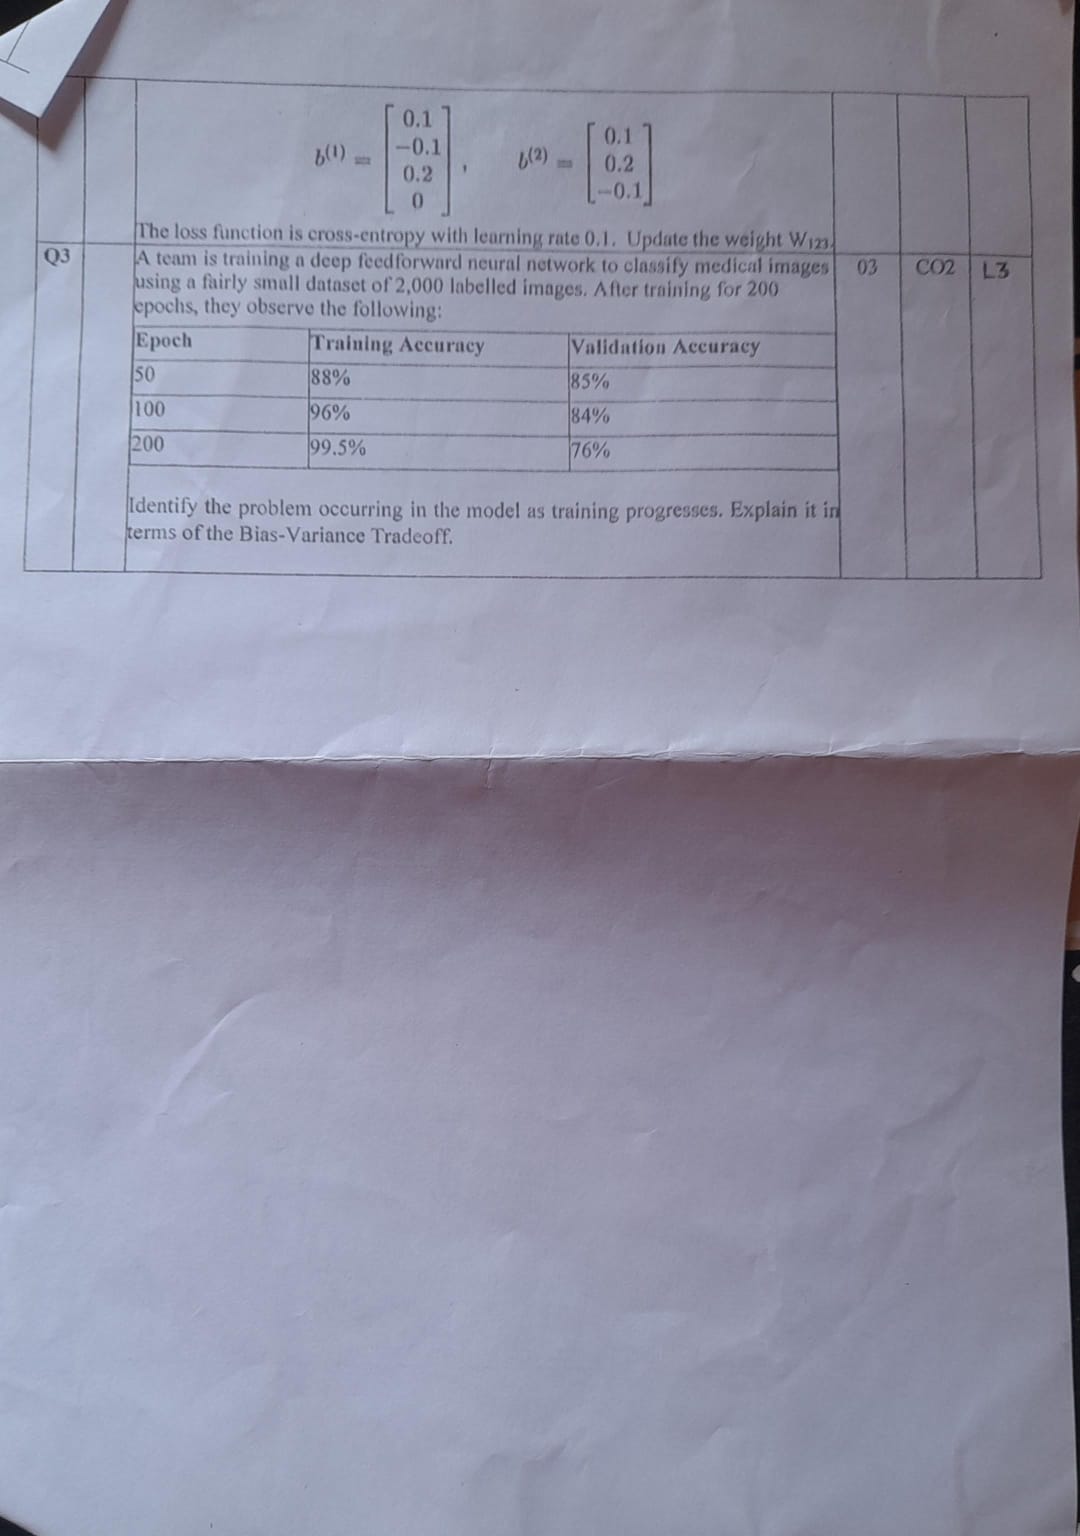 b(1) = [0.1 -0.1 0.2 0], b(2) = [0.1 0.2 -0.1]
The loss function is cross-entropy with learning rate 0.1. Update the weight W123.
Q3 A team is training a deep feedforward neural network to classify medical images 03 CO2 L3
using a fairly small dataset of 2,000 labelled images. After training for 200
epochs, they observe the following:
Epoch Training Accuracy Validation Accuracy
50 88% 85%
100 96% 84%
200 99.5% 76%
Identify the problem occurring in the model as training progresses. Explain it in
terms of the Bias-Variance Tradeoff.